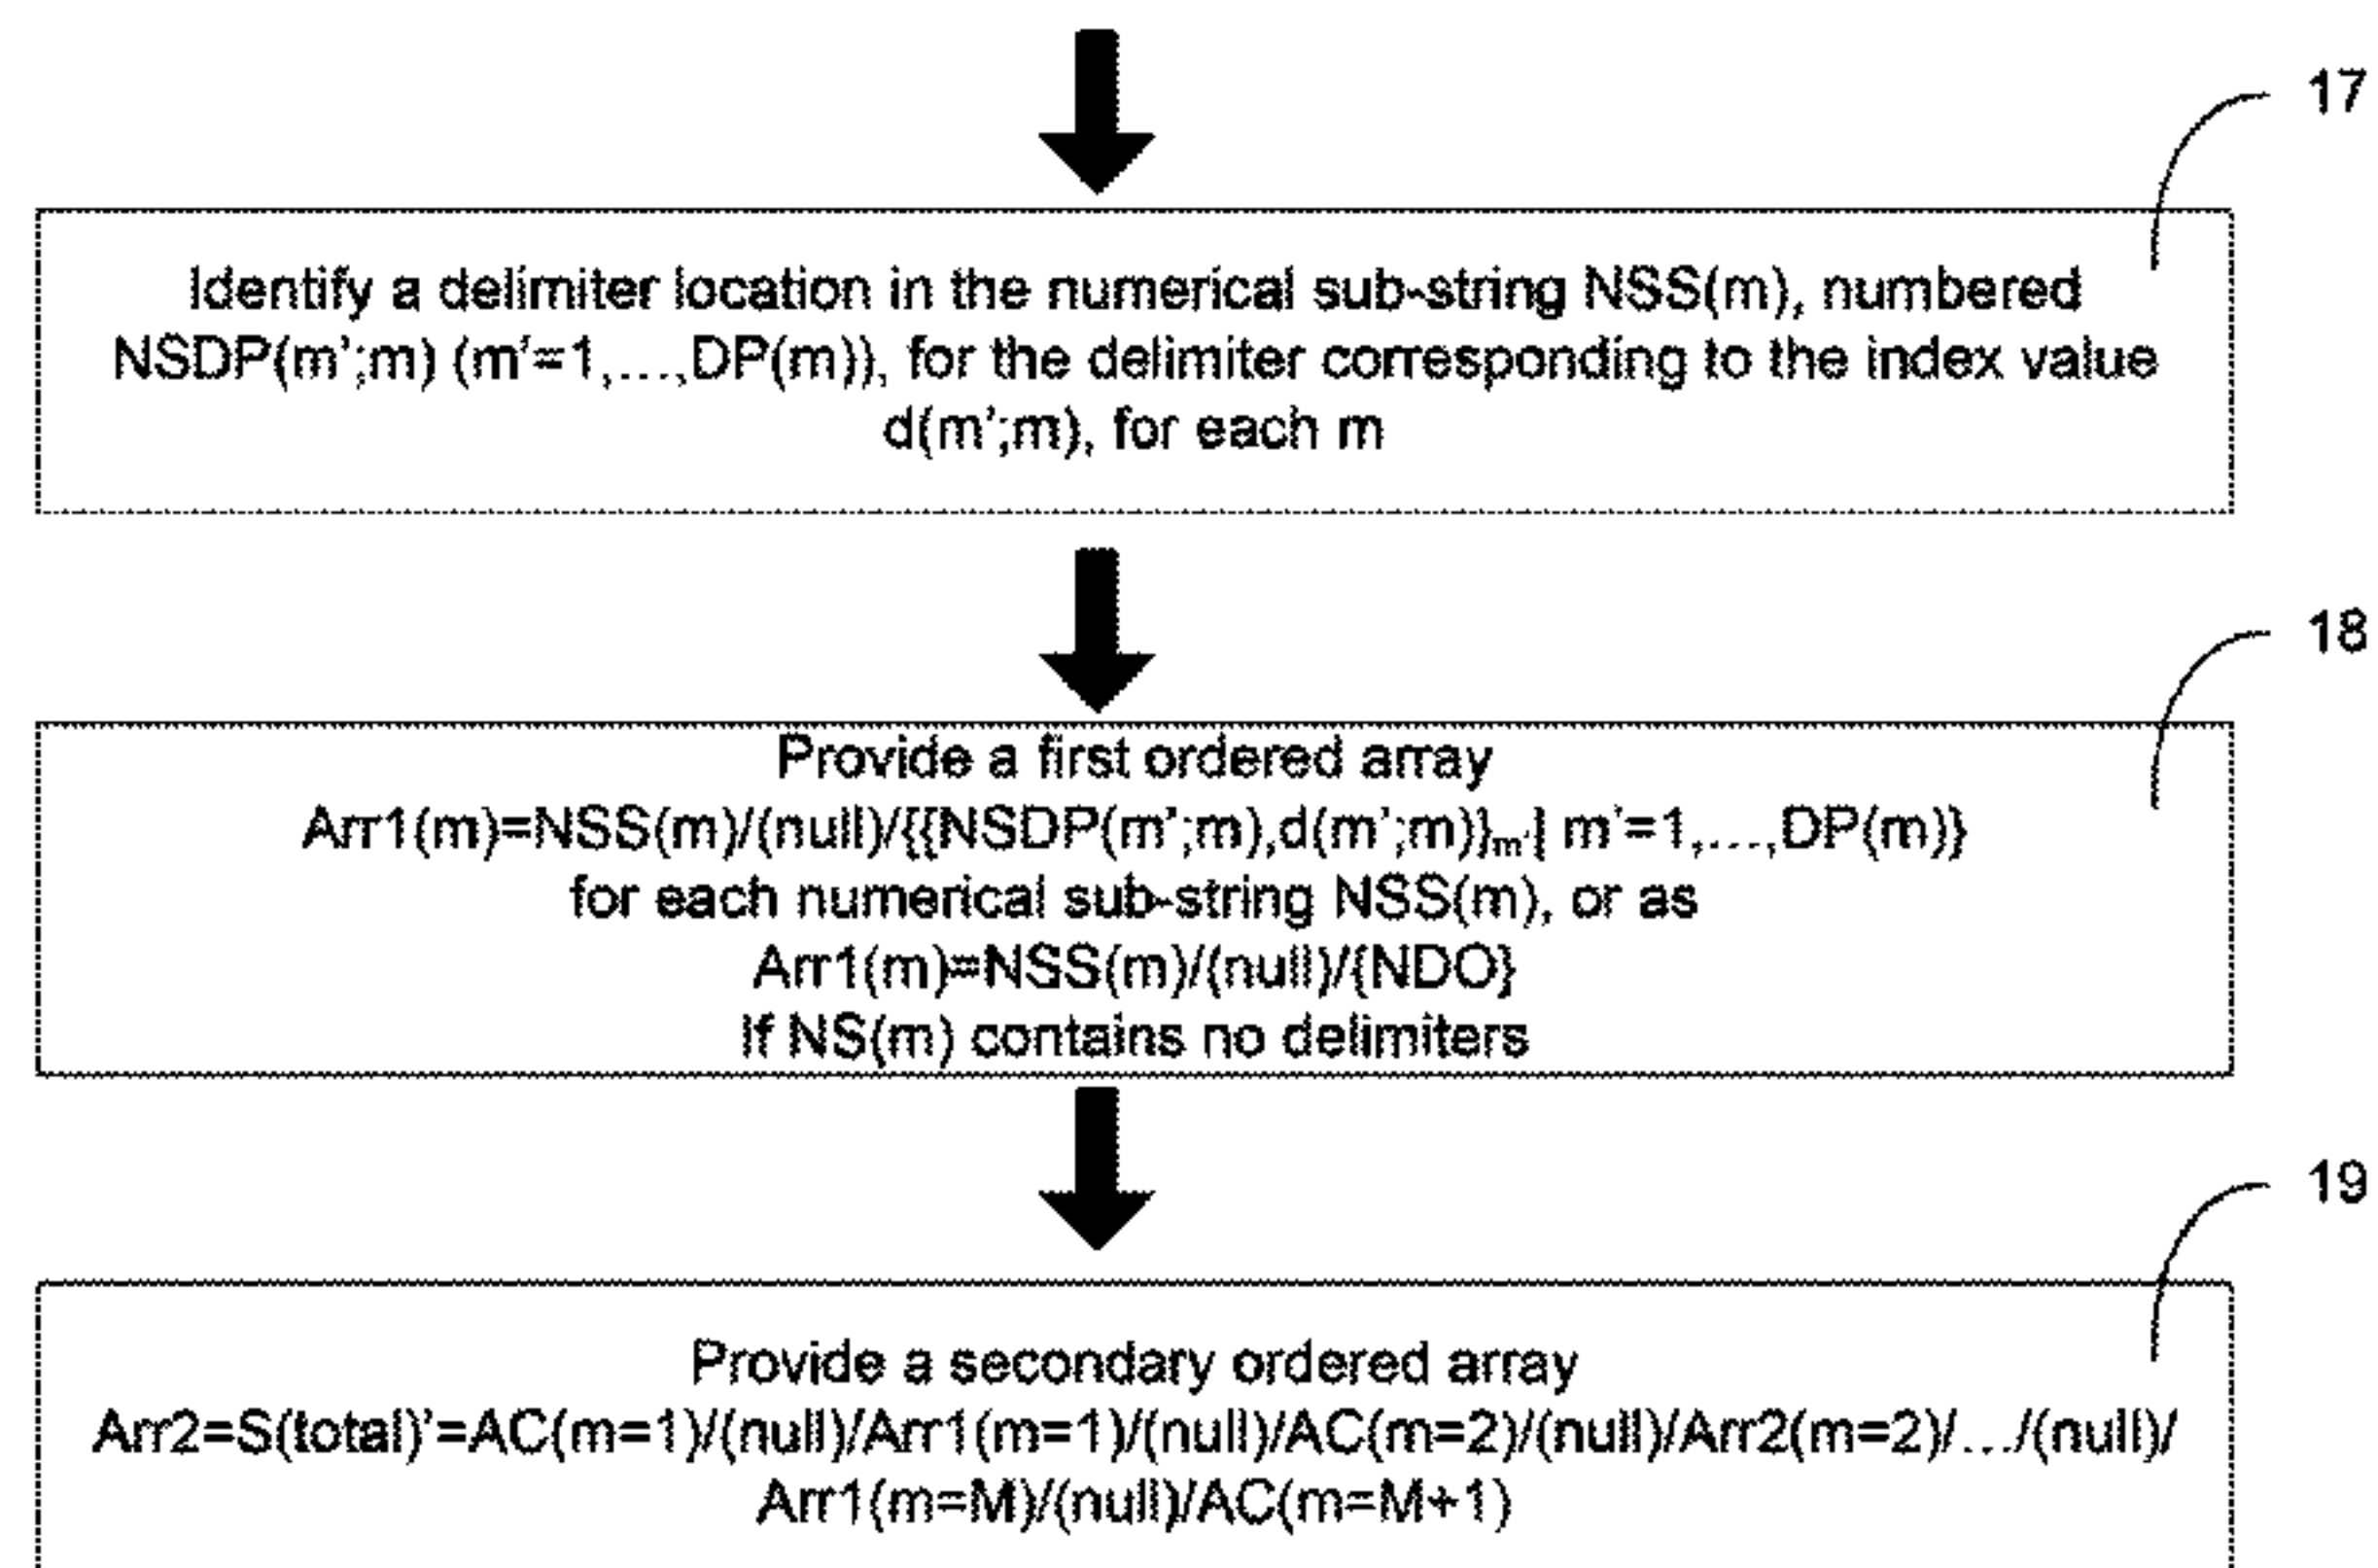 17
Identify a delimiter location in the numerical sub-string NSS(m), numbered
NSDP(m';m) (m'=1,...,DP(m)), for the delimiter corresponding to the index value
d(m';m), for each m
18
Provide a first ordered array
Arr1(m)=NSS(m)/(null)/{{NSDP(m';m),d(m';m)}m'| m'=1,...,DP(m)}
for each numerical sub-string NSS(m), or as
Arr1(m)=NSS(m)/(null)/{NDO}
If NS(m) contains no delimiters
19
Provide a secondary ordered array
Arr2=S(total)'=AC(m=1)/(null)/Arr1(m=1)/(null)/AC(m=2)/(null)/Arr2(m=2)/.../(null)/
Arr1(m=M)/(null)/AC(m=M+1)